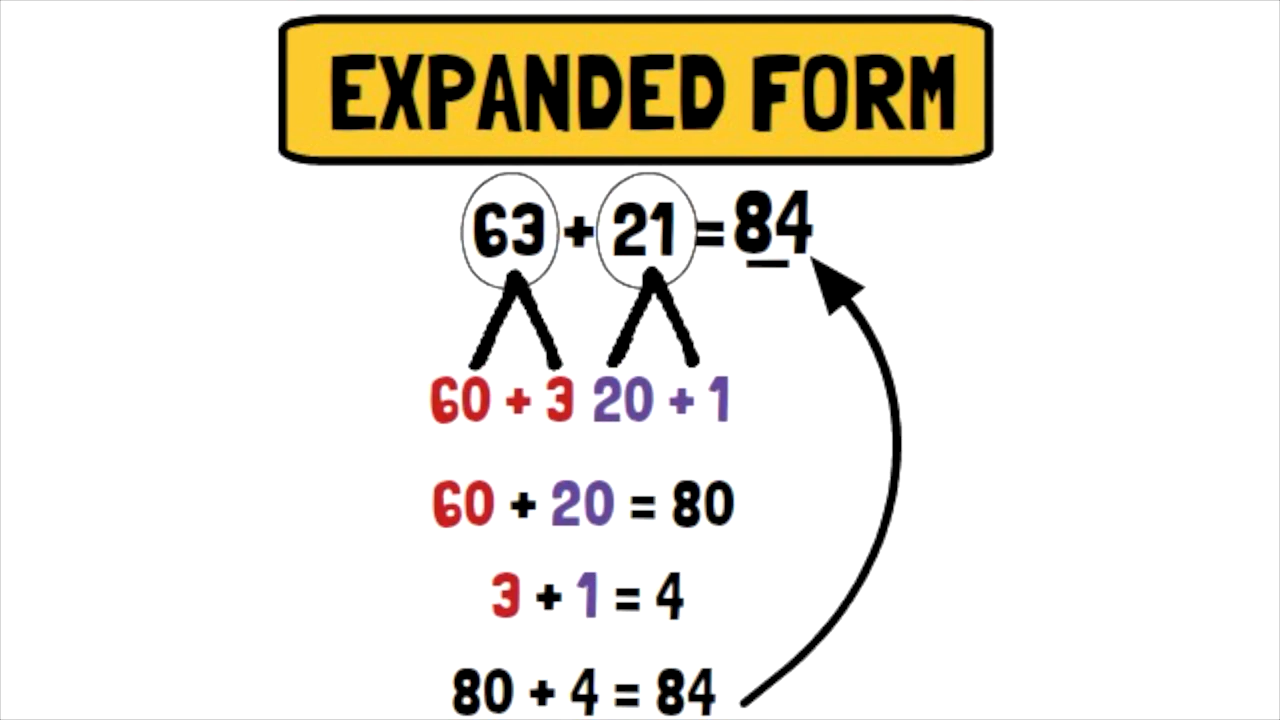 EXPANDED FORM
63 + 21 = 84
60 + 3 20 + 1
60 + 20 = 80
3 + 1 = 4
80 + 4 = 84